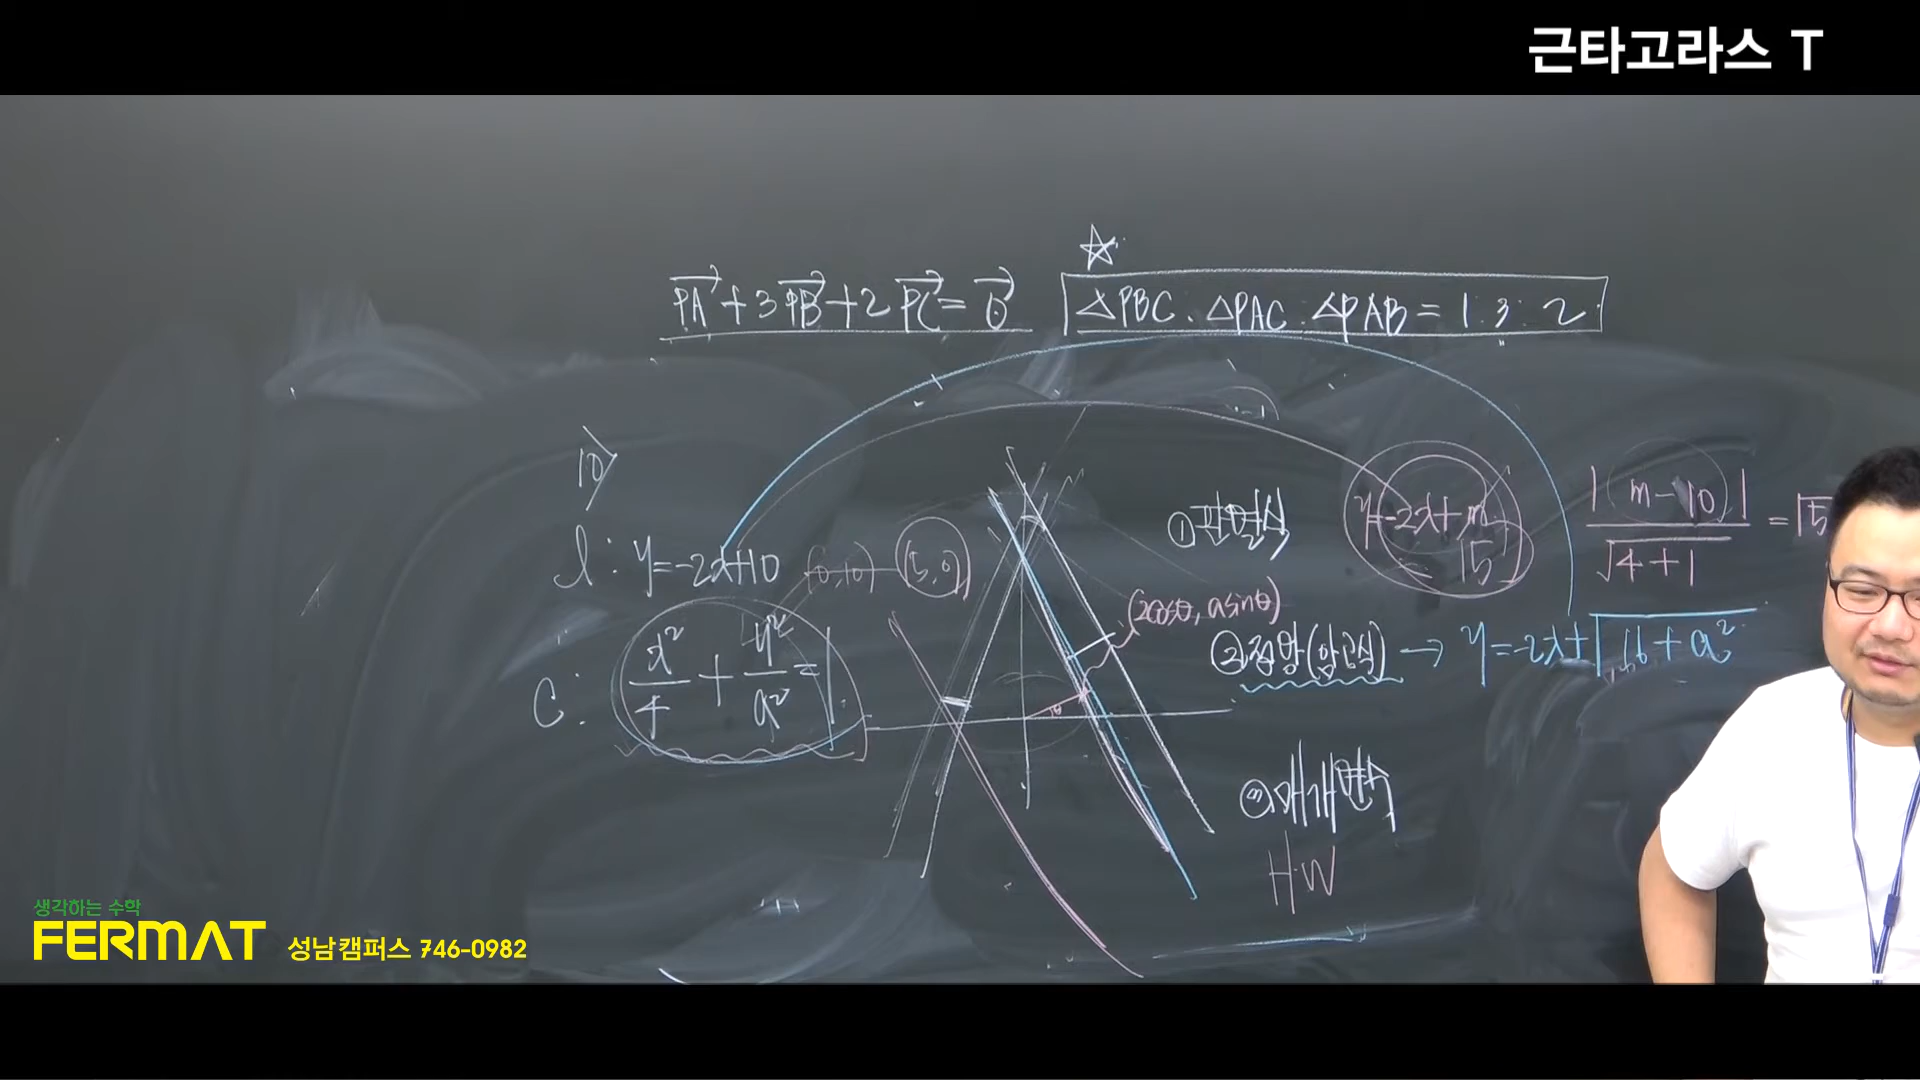 근타고라스 T
PA + 3PB + 2PC = 0
△PBC : △PAC : △PAB = 1 : 3 : 2
10>
l : y=-2x+10 (0,10) (5,0)
C : x²/4 + y²/a² = 1
(2cosθ, asinθ)
θ
①판별식
②접방(암고식) → y=-2x±√16+a²
③매개변수
H.W
y=-2x+m
= 15
|m-10| / √4+1 = √5
생각하는 수학
FERMAT 성남캠퍼스 746-0982